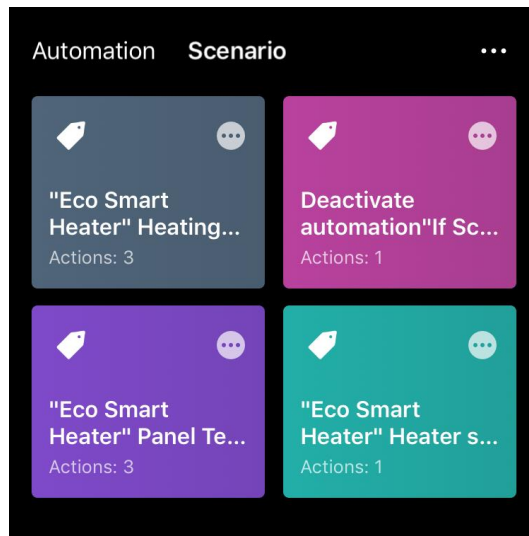 Automation Scenario
"Eco Smart
Heater" Heating...
Actions: 3
Deactivate
automation"If Sc...
Actions: 1
"Eco Smart
Heater" Panel Te...
Actions: 3
"Eco Smart
Heater" Heater s...
Actions: 1